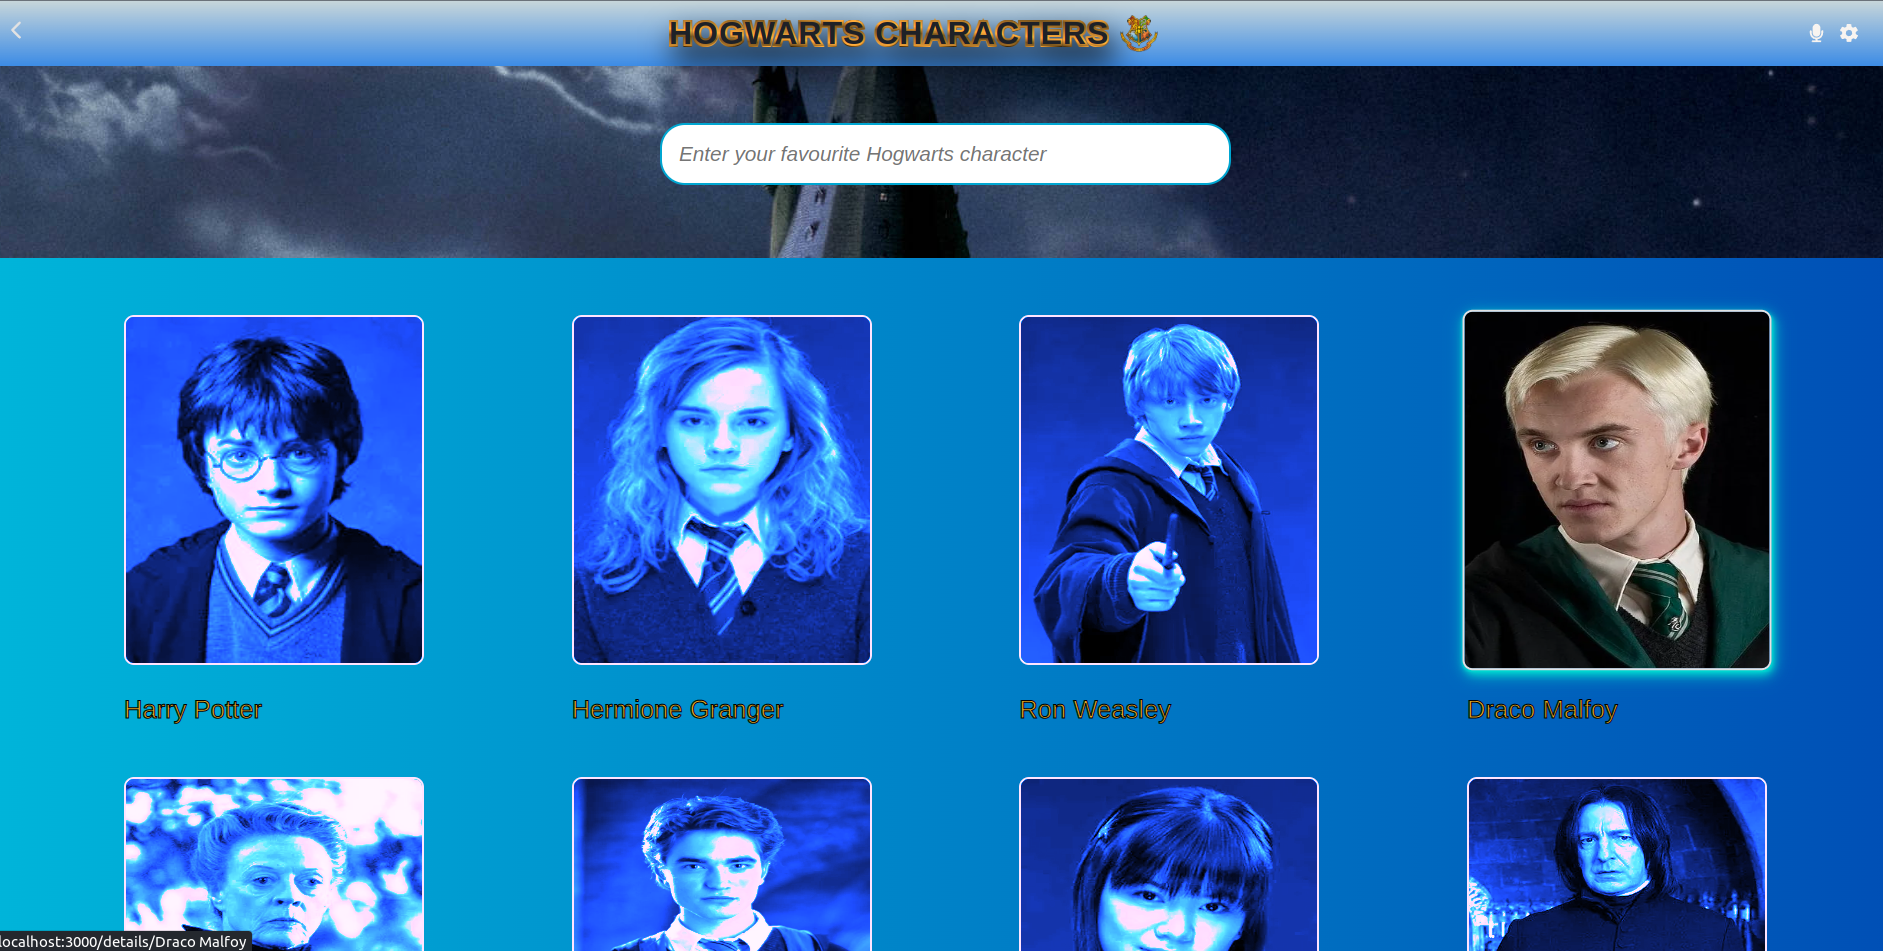 HOGWARTS CHARACTERS
Enter your favourite Hogwarts character
Harry Potter
Hermione Granger
Ron Weasley
Draco Malfoy
localhost:3000/details/Draco Malfoy